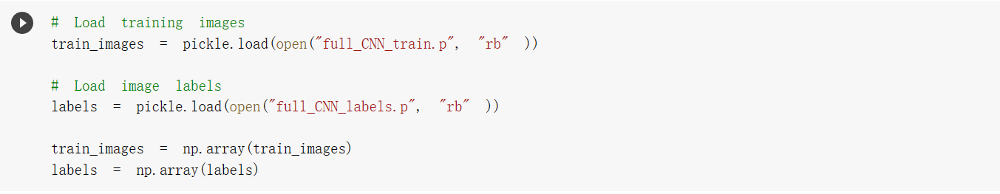 # Load training images
train_images = pickle.load(open("full_CNN_train.p", "rb" ))
# Load image labels
labels = pickle.load(open("full_CNN_labels.p", "rb" ))
train_images = np.array(train_images)
labels = np.array(labels)